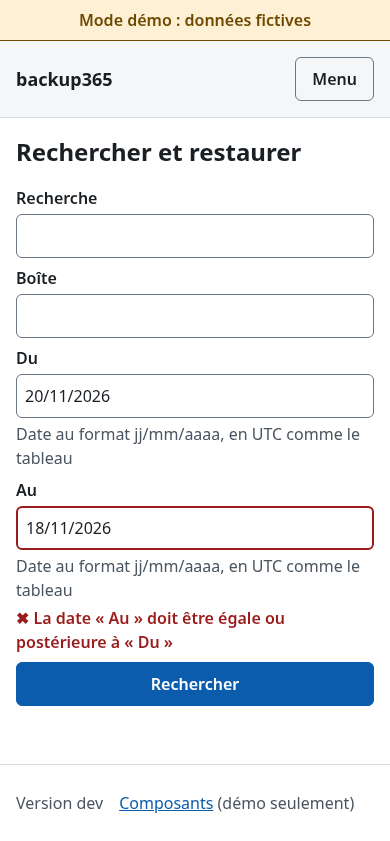 Mode démo : données fictives
backup365
Menu
Rechercher et restaurer
Recherche
Boîte
Du
20/11/2026
Date au format jj/mm/aaaa, en UTC comme le
tableau
Au
18/11/2026
Date au format jj/mm/aaaa, en UTC comme le
tableau
✖ La date « Au » doit être égale ou
postérieure à « Du »
Rechercher
Version dev Composants (démo seulement)